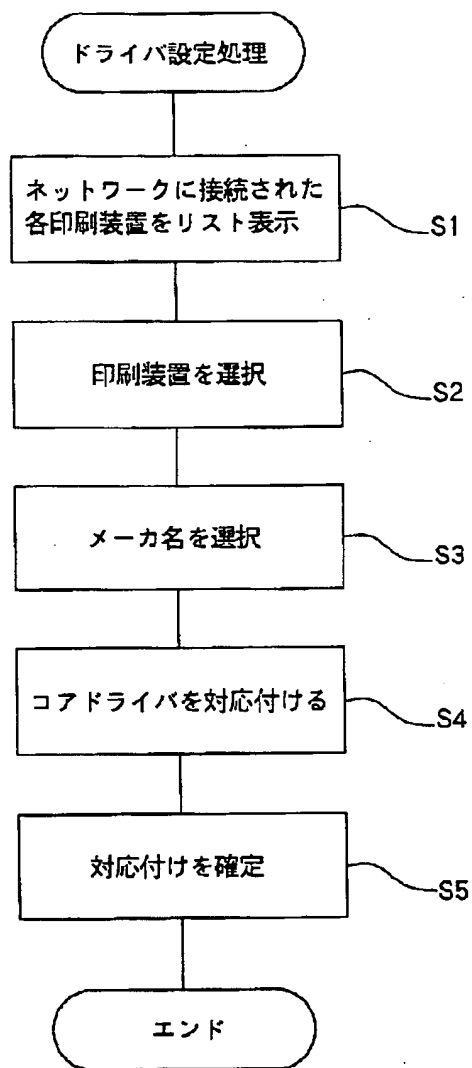 ドライバ設定処理
ネットワークに接続された
各印刷装置をリスト表示
S1
印刷装置を選択
S2
メーカ名を選択
S3
コアドライバを対応付ける
S4
対応付けを確定
S5
エンド